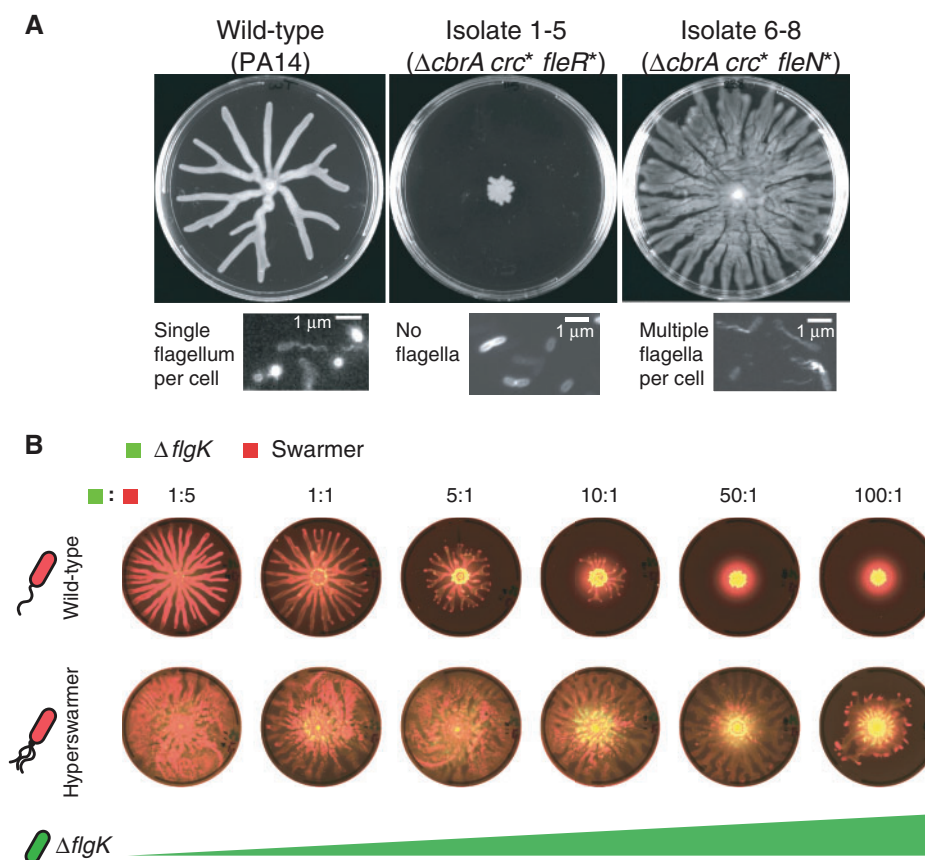 A
Wild-type
(PA14)
Isolate 1-5
(ΔcbrA crc* fleR*)
Isolate 6-8
(ΔcbrA crc* fleN*)
Single
flagellum
per cell
1 μm
No
flagella
1 μm
Multiple
flagella
per cell
1 μm
B
ΔflgK Swarmer
: 1:5 1:1 5:1 10:1 50:1 100:1
Wild-type
Hyperswarmer
ΔflgK